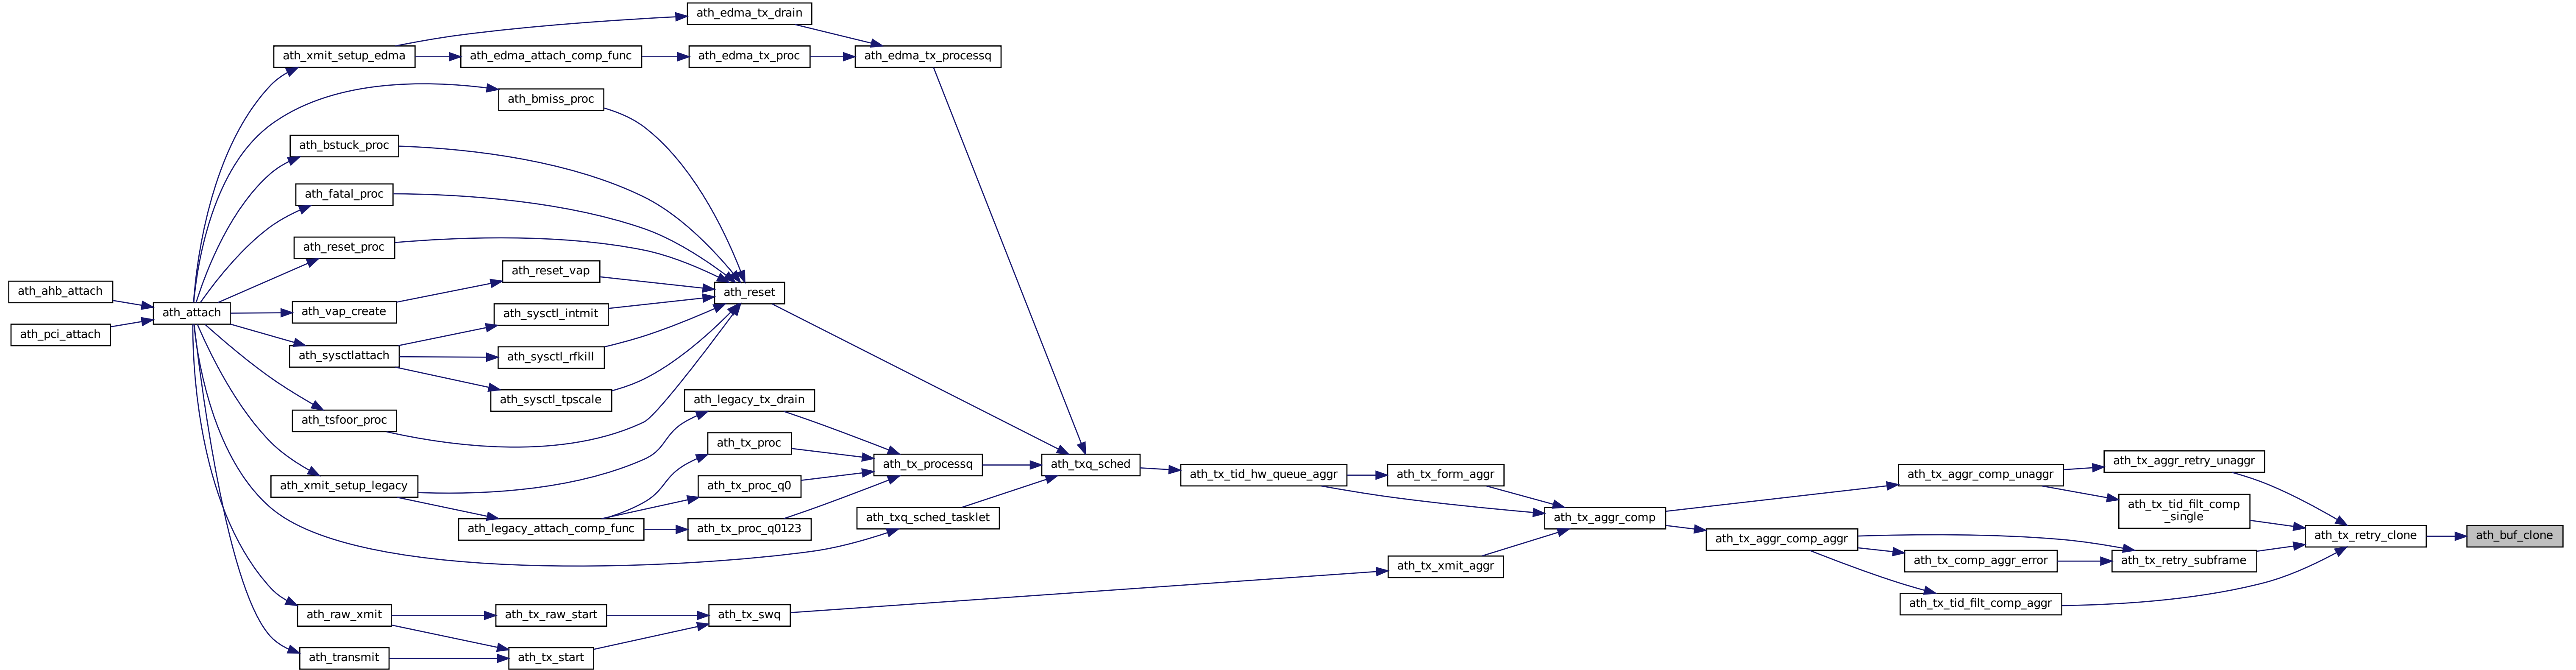 ath_edma_tx_drain
ath_xmit_setup_edma
ath_edma_attach_comp_func
ath_edma_tx_proc
ath_edma_tx_processq
ath_bmiss_proc
ath_bstuck_proc
ath_fatal_proc
ath_reset_proc
ath_reset_vap
ath_ahb_attach
ath_reset
ath_attach
ath_vap_create
ath_sysctl_intmit
ath_pci_attach
ath_sysctlattach
ath_sysctl_rfkill
ath_sysctl_tpscale
ath_legacy_tx_drain
ath_tsfoor_proc
ath_tx_proc
ath_tx_processq
ath_txq_sched
ath_tx_tid_hw_queue_aggr
ath_tx_form_aggr
ath_tx_aggr_comp_unaggr
ath_tx_aggr_retry_unaggr
ath_xmit_setup_legacy
ath_tx_proc_q0
ath_tx_tid_filt_comp
_single
ath_legacy_attach_comp_func
ath_tx_proc_q0123
ath_txq_sched_tasklet
ath_tx_aggr_comp
ath_tx_aggr_comp_aggr
ath_tx_retry_clone
ath_buf_clone
ath_tx_comp_aggr_error
ath_tx_retry_subframe
ath_tx_xmit_aggr
ath_tx_tid_filt_comp_aggr
ath_raw_xmit
ath_tx_raw_start
ath_tx_swq
ath_transmit
ath_tx_start